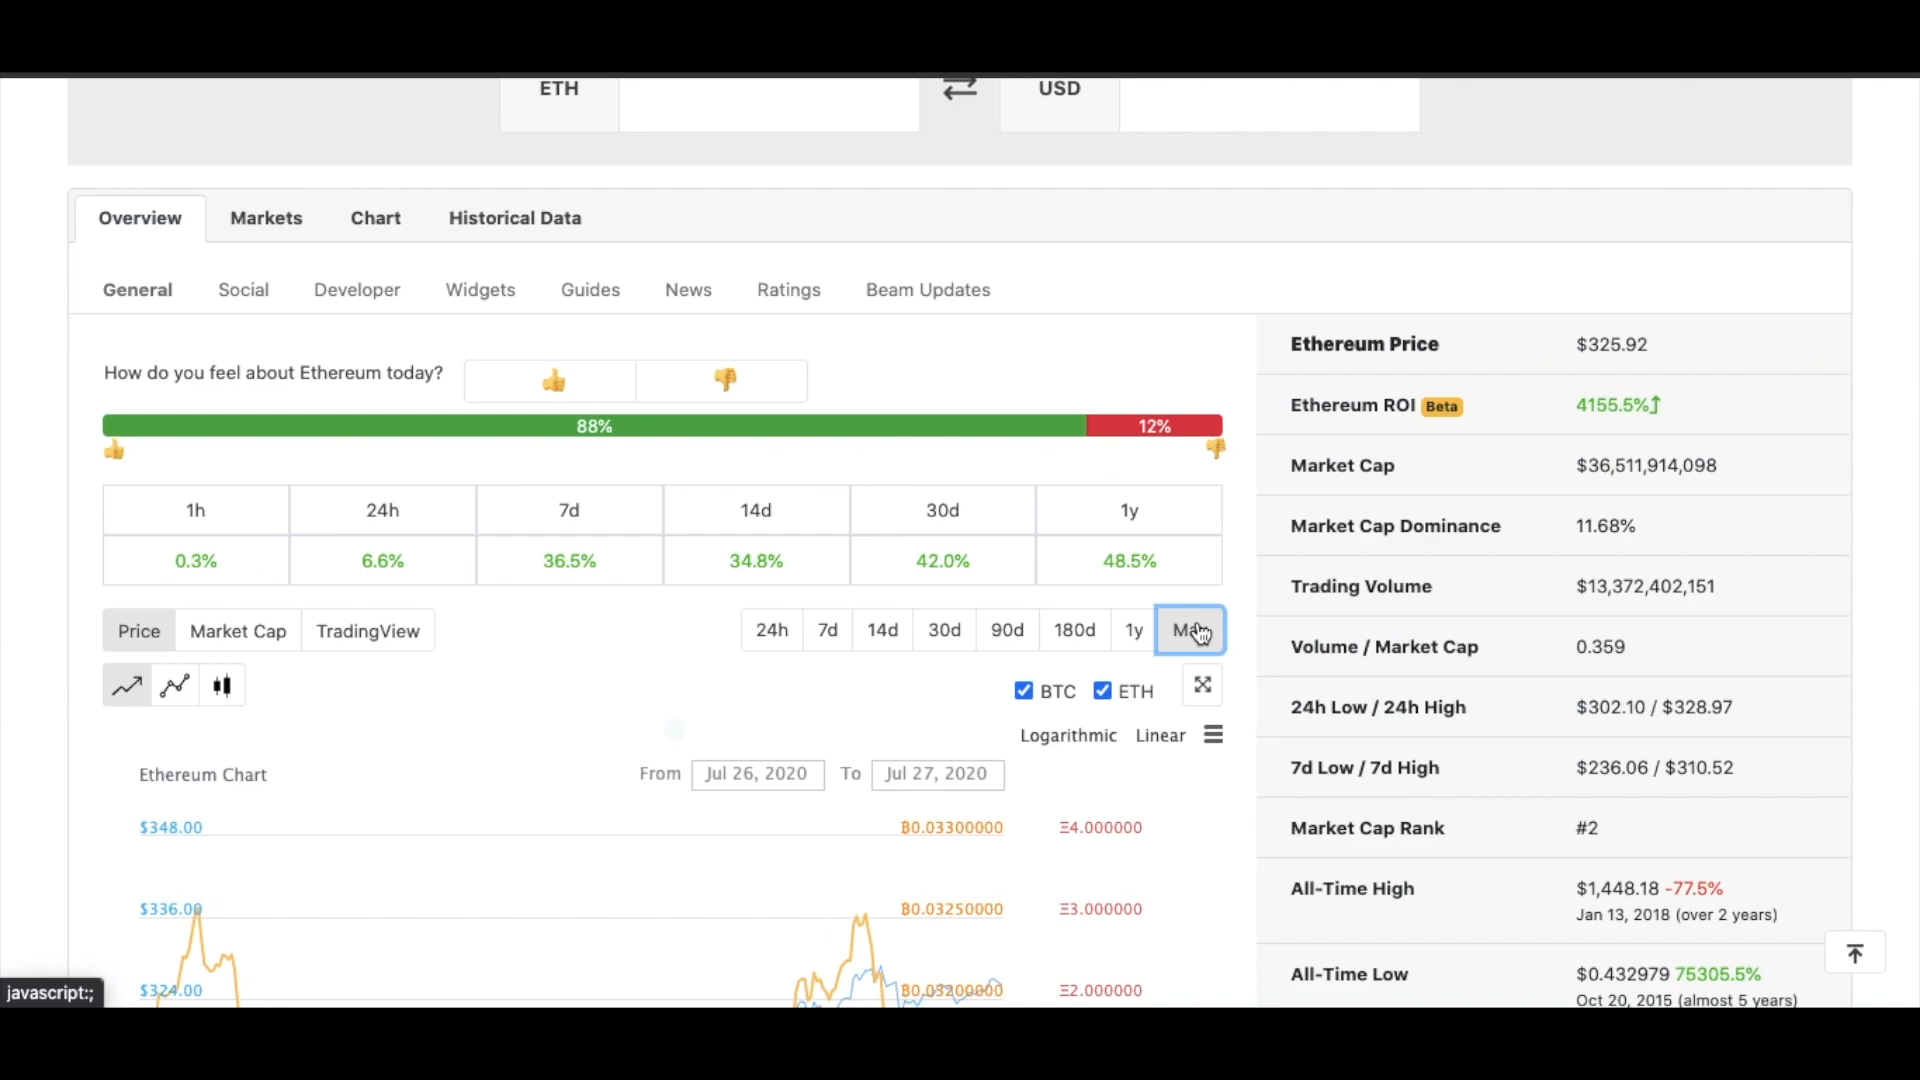 ETH USD
Overview Markets Chart Historical Data
General Social Developer Widgets Guides News Ratings Beam Updates
How do you feel about Ethereum today?
88% 12%
1h 24h 7d 14d 30d 1y
0.3% 6.6% 36.5% 34.8% 42.0% 48.5%
Price Market Cap TradingView 24h 7d 14d 30d 90d 180d 1y
BTC ETH
Logarithmic Linear
Ethereum Chart From Jul 26, 2020 To Jul 27, 2020
$348.00 ₿0.03300000 Ξ4.000000
$336.00 ₿0.03250000 Ξ3.000000
$324.00 ₿0.03200000 Ξ2.000000
Ethereum Price $325.92
Ethereum ROI Beta 4155.5%
Market Cap $36,511,914,098
Market Cap Dominance 11.68%
Trading Volume $13,372,402,151
Volume / Market Cap 0.359
24h Low / 24h High $302.10 / $328.97
7d Low / 7d High $236.06 / $310.52
Market Cap Rank #2
All-Time High $1,448.18 -77.5%
Jan 13, 2018 (over 2 years)
All-Time Low $0.432979 75305.5%
Oct 20, 2015 (almost 5 years)
javascript:;